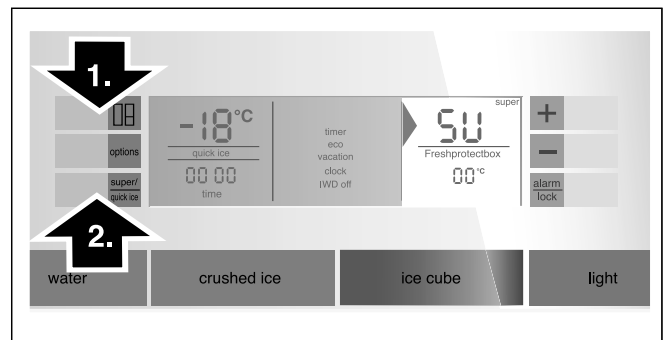 1.
-18°C
quick ice
00 00
time
timer
eco
vacation
clock
IWD off
super
SU
Freshprotectbox
00°C
+
options
−
super/
quick ice
alarm
lock
2.
water
crushed ice
ice cube
light